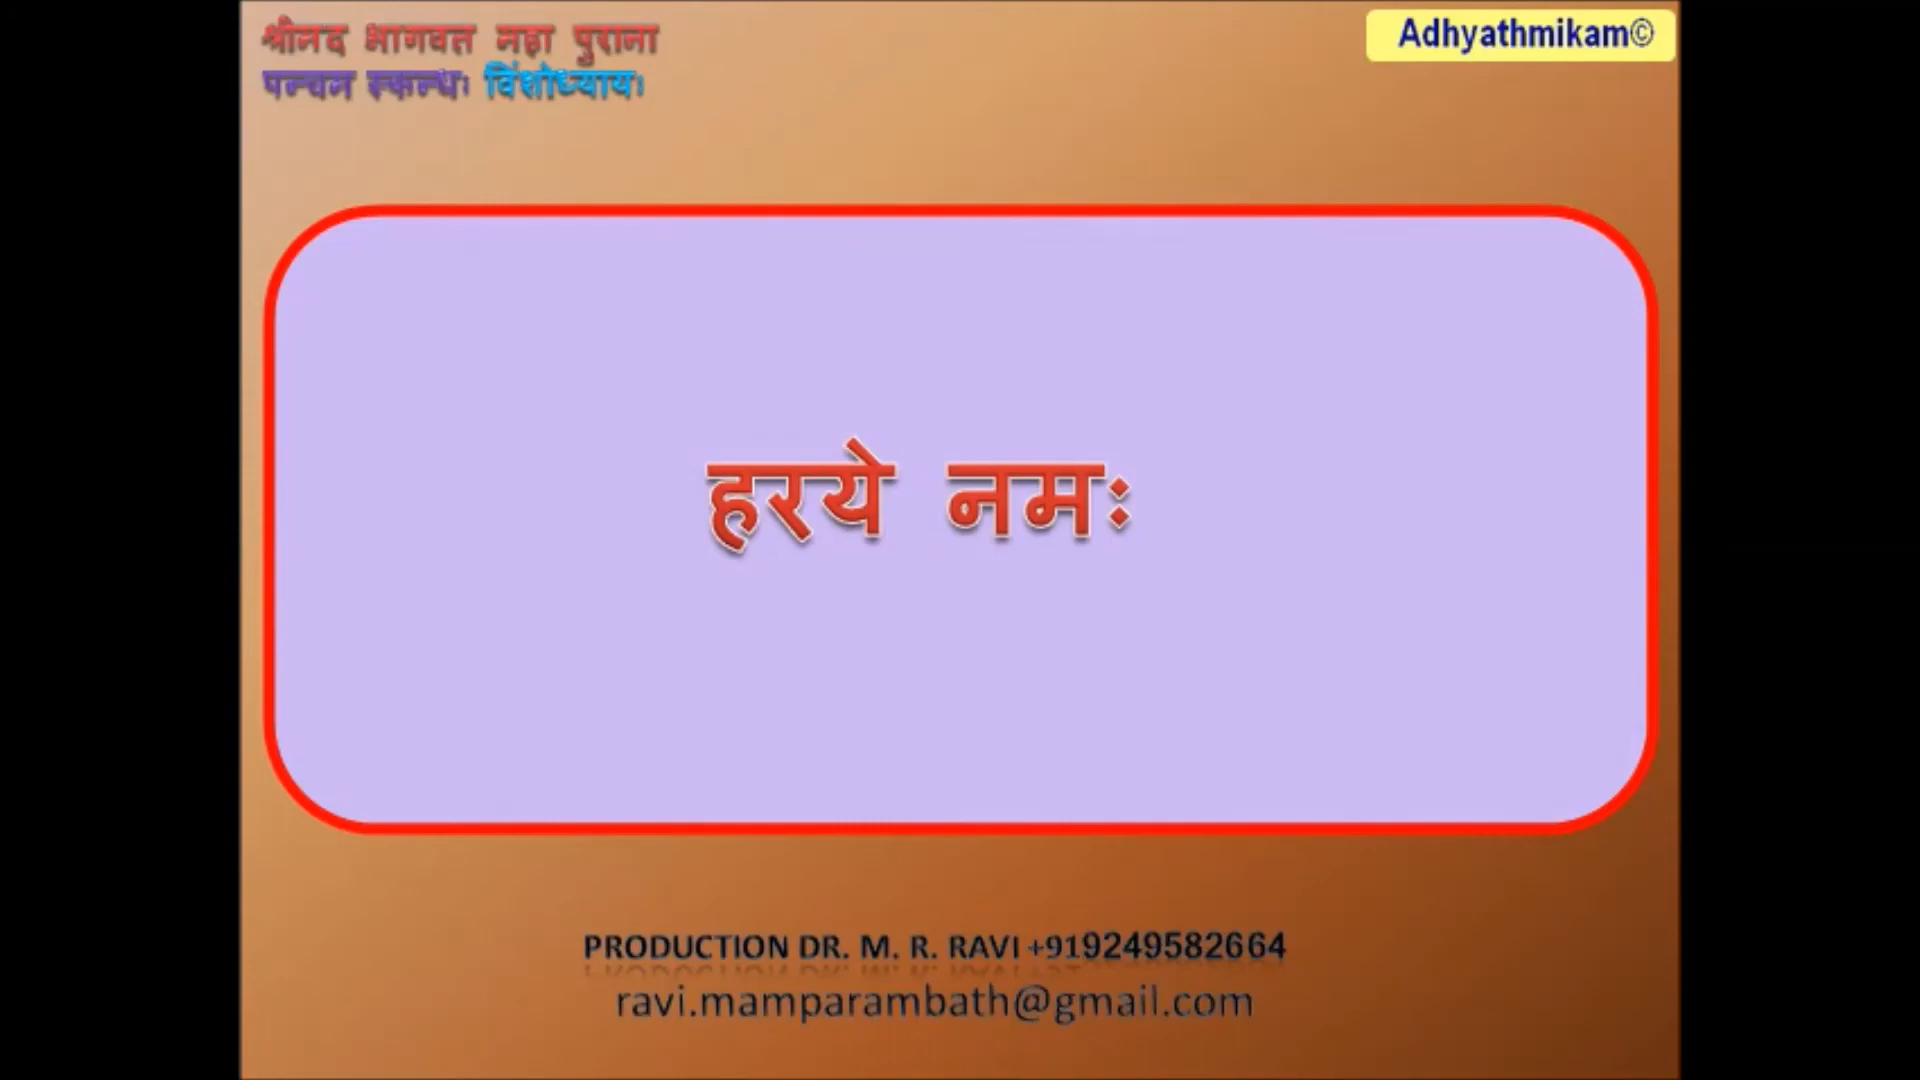 श्रीमद भागवत महा पुराना
पन्चम स्कन्धः विंशोध्यायः
Adhyathmikam©
हरये नमः
PRODUCTION DR. M. R. RAVI +919249582664
ravi.mamparambath@gmail.com